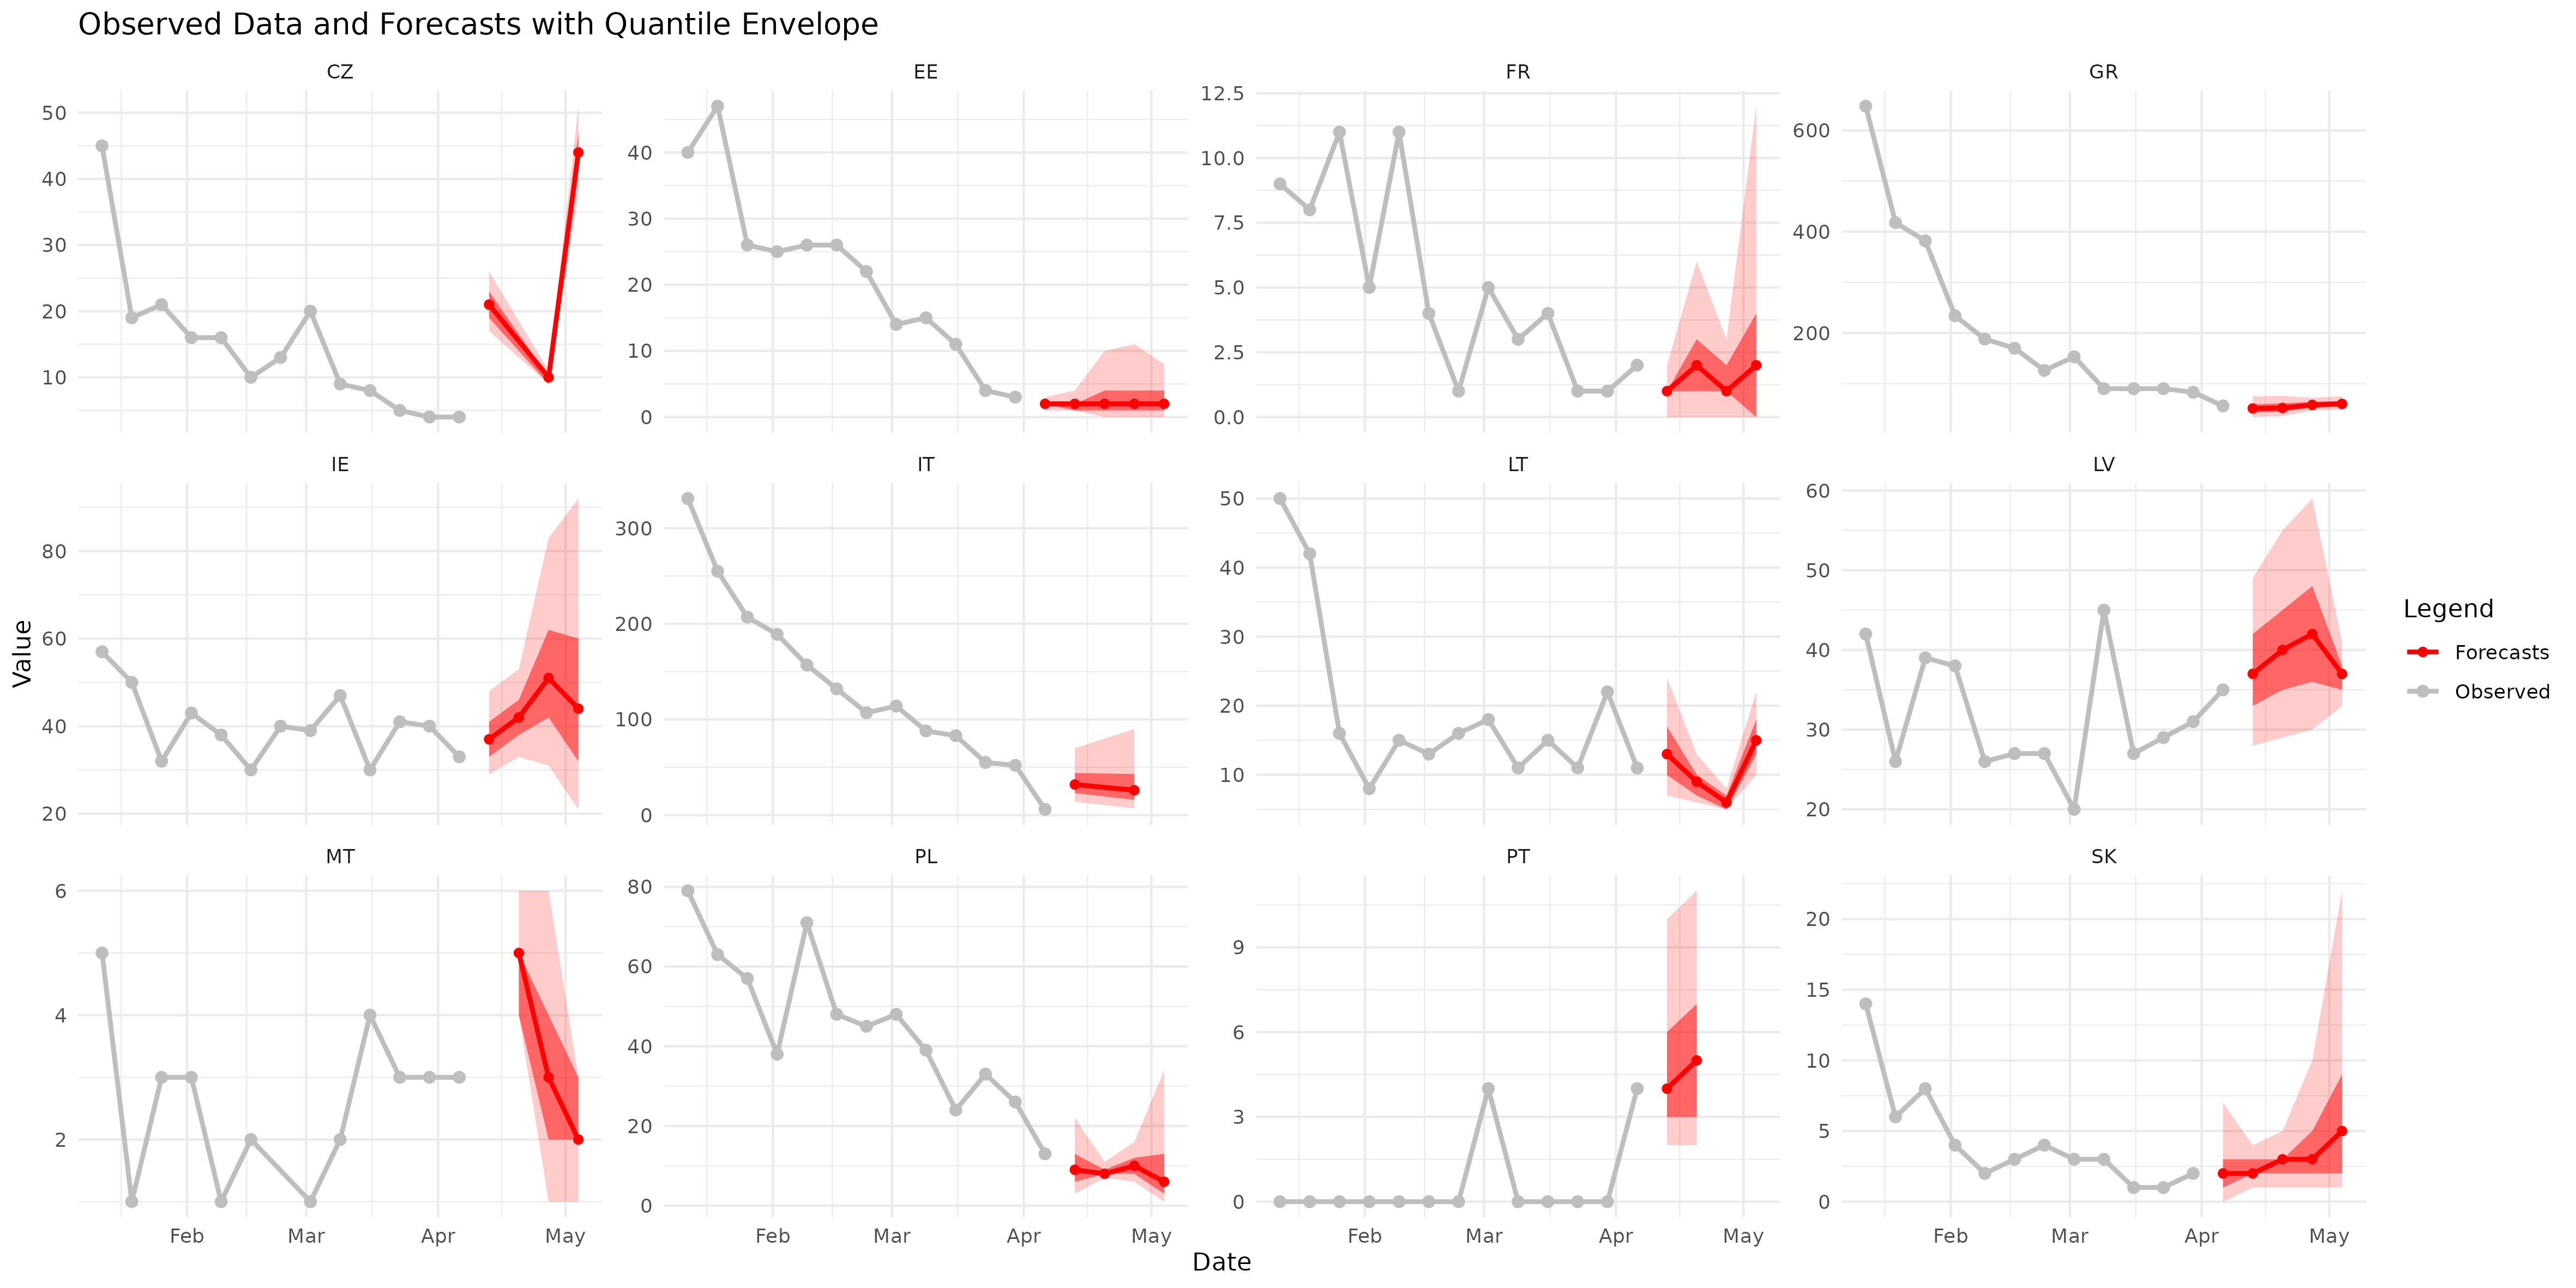 Observed Data and Forecasts with Quantile Envelope
CZ
EE
FR
GR
50
40
30
20
10
40
30
20
10
0
12.5
10.0
7.5
5.0
2.5
0.0
600
400
200
IE
IT
LT
LV
80
60
40
20
300
200
100
0
50
40
30
20
10
60
50
40
30
20
MT
PL
PT
SK
6
4
2
80
60
40
20
0
9
6
3
0
20
15
10
5
0
Feb Mar Apr May
Feb Mar Apr May
Feb Mar Apr May
Feb Mar Apr May
Date
Value
Legend
Forecasts
Observed